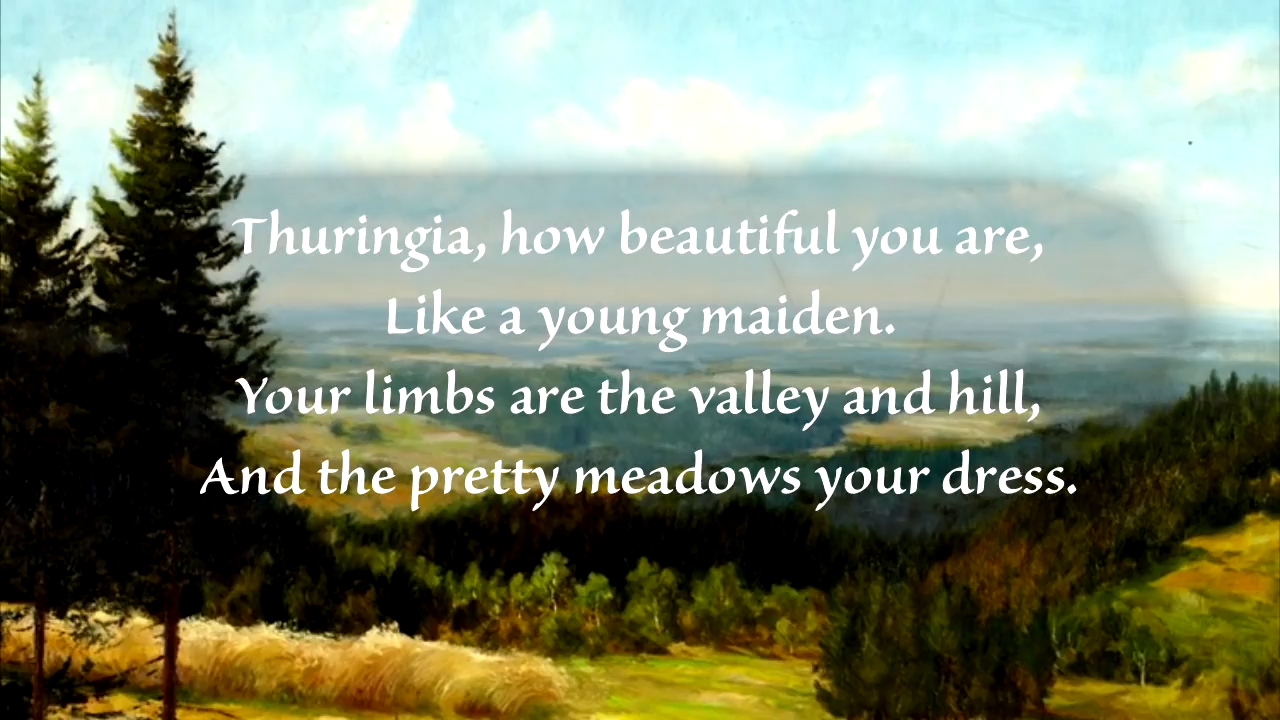 Thuringia, how beautiful you are,
Like a young maiden.
Your limbs are the valley and hill,
And the pretty meadows your dress.